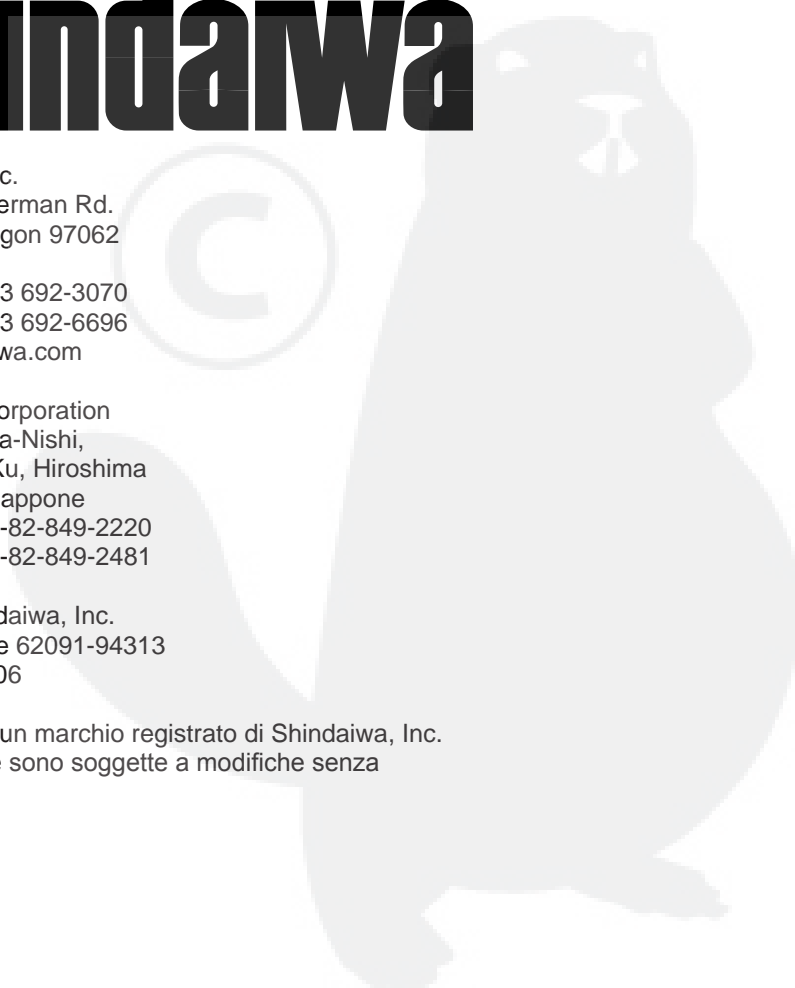 indaiwa
c.
erman Rd.
gon 97062
3 692-3070
3 692-6696
wa.com
orporation
a-Nishi,
Ku, Hiroshima
appone
-82-849-2220
-82-849-2481
daiwa, Inc.
e 62091-94313
06
un marchio registrato di Shindaiwa, Inc.
e sono soggette a modifiche senza
©